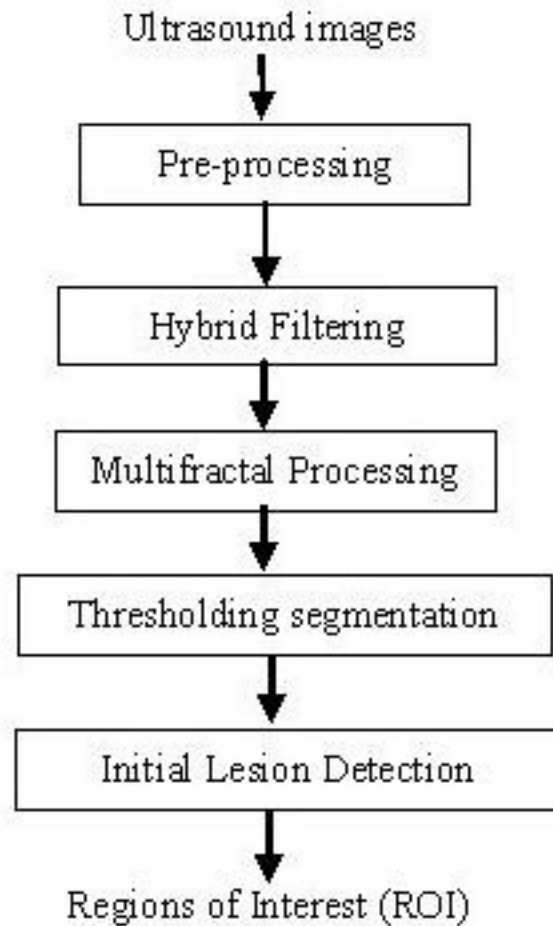 Ultrasound images
Pre-processing
Hybrid Filtering
Multifractal Processing
Thresholding segmentation
Initial Lesion Detection
Regions of Interest (ROI)